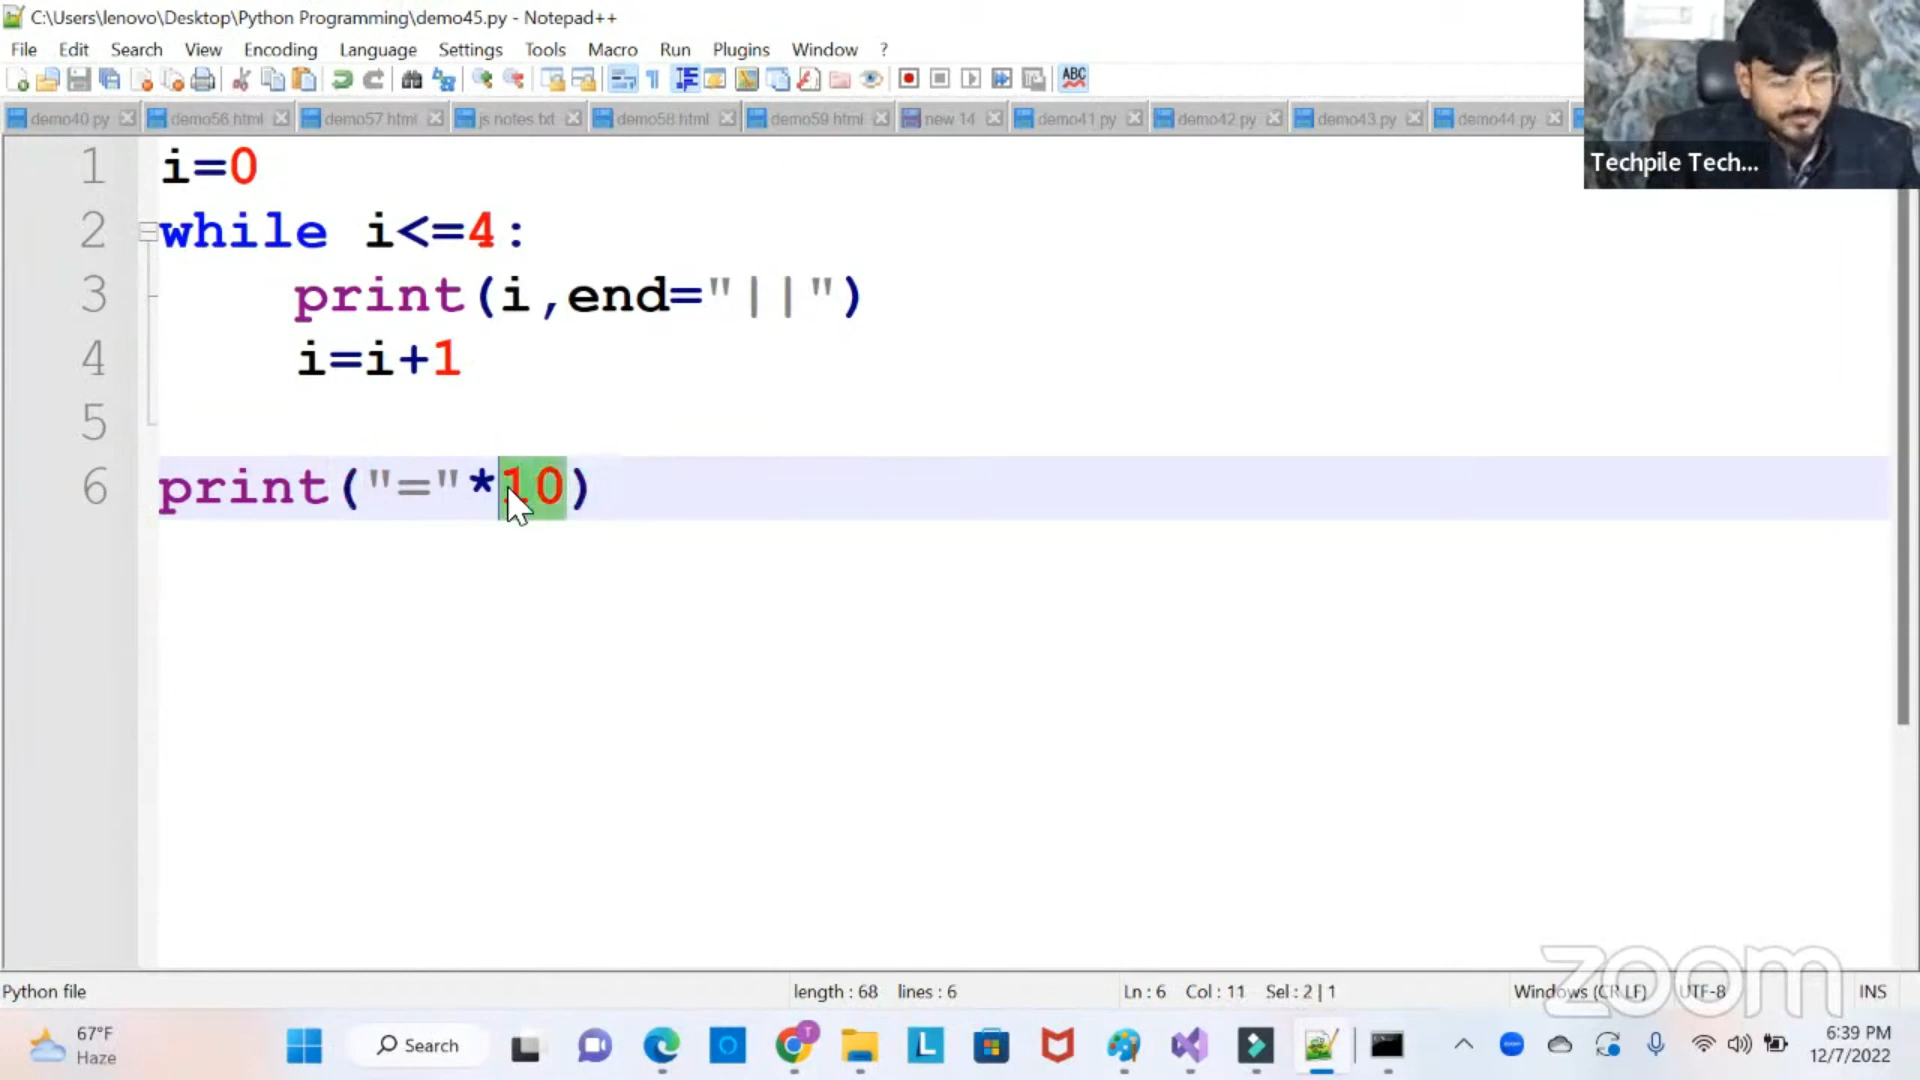 C:\Users\lenovo\Desktop\Python Programming\demo45.py - Notepad++
File Edit Search View Encoding Language Settings Tools Macro Run Plugins Window ?
ABC
demo40.py demo56.html demo57.html js notes.txt demo58.html demo59.html new 14 demo41.py demo42.py demo43.py demo44.py
Techpile Tech...
1 i=0
2 while i<=4:
3 print(i,end="||")
4 i=i+1
5
6 print("="*10)
zoom
Python file length : 68 lines : 6 Ln : 6 Col : 11 Sel : 2 | 1 Windows (CR LF) UTF-8 INS
67°F
Haze
Search
T
L
6:39 PM
12/7/2022